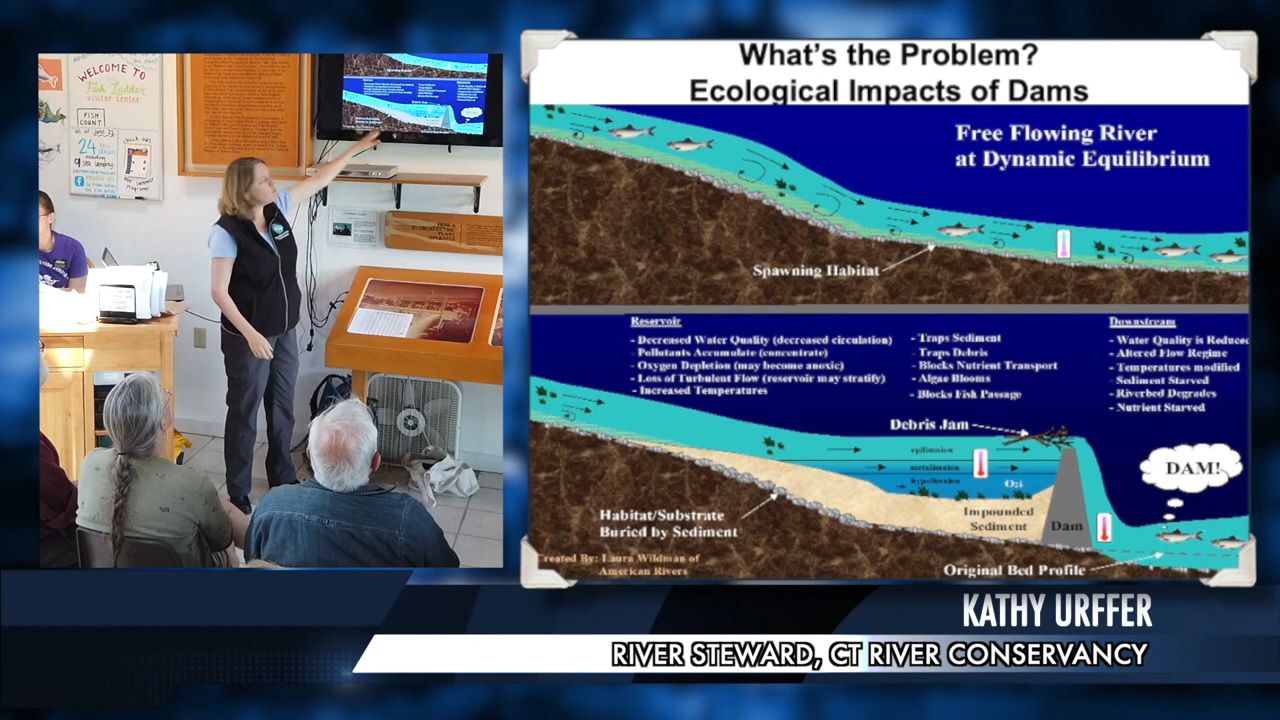 WELCOME TO
Fish Ladder
visitor center
FISH
COUNT
24
including
HOW A
HYDROELECTRIC
PLANT
OPERATES
What's the Problem?
Ecological Impacts of Dams
Free Flowing River
at Dynamic Equilibrium
Spawning Habitat
Reservoir
- Decreased Water Quality (decreased circulation)
- Pollutants Accumulate (concentrate)
- Oxygen Depletion (may become anoxic)
- Loss of Turbulent Flow (reservoir may stratify)
- Increased Temperatures
- Traps Sediment
- Traps Debris
- Blocks Nutrient Transport
- Algae Blooms
- Blocks Fish Passage
Downstream
- Water Quality is Reduced
- Altered Flow Regime
- Temperatures modified
- Sediment Starved
- Riverbed Degrades
- Nutrient Starved
Debris Jam
epilimnion
metalimnion
hypolimnion
DAM!
Habitat/Substrate
Buried by Sediment
Impounded
Sediment
Dam
Created By: Laura Wildman of
American Rivers
Original Bed Profile
KATHY URFFER
RIVER STEWARD, CT RIVER CONSERVANCY